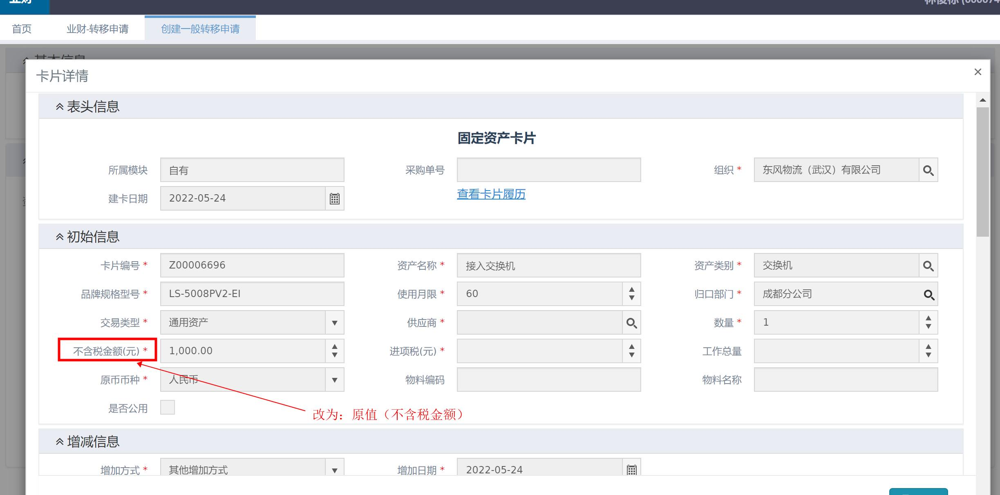 业财
首页 业财-转移申请 创建一般转移申请
基本信息
卡片详情 ×
表头信息
固定资产卡片
所属模块 自有 采购单号 组织 * 东风物流（武汉）有限公司
建卡日期 2022-05-24 查看卡片履历
初始信息
卡片编号 * Z00006696 资产名称 * 接入交换机 资产类别 * 交换机
品牌规格型号 * LS-5008PV2-EI 使用月限 * 60 归口部门 * 成都分公司
交易类型 * 通用资产 供应商 * 数量 * 1
不含税金额(元) * 1,000.00 进项税(元) * 工作总量
原币币种 * 人民币 物料编码 物料名称
是否公用
改为：原值（不含税金额）
增减信息
增加方式 * 其他增加方式 增加日期 * 2022-05-24